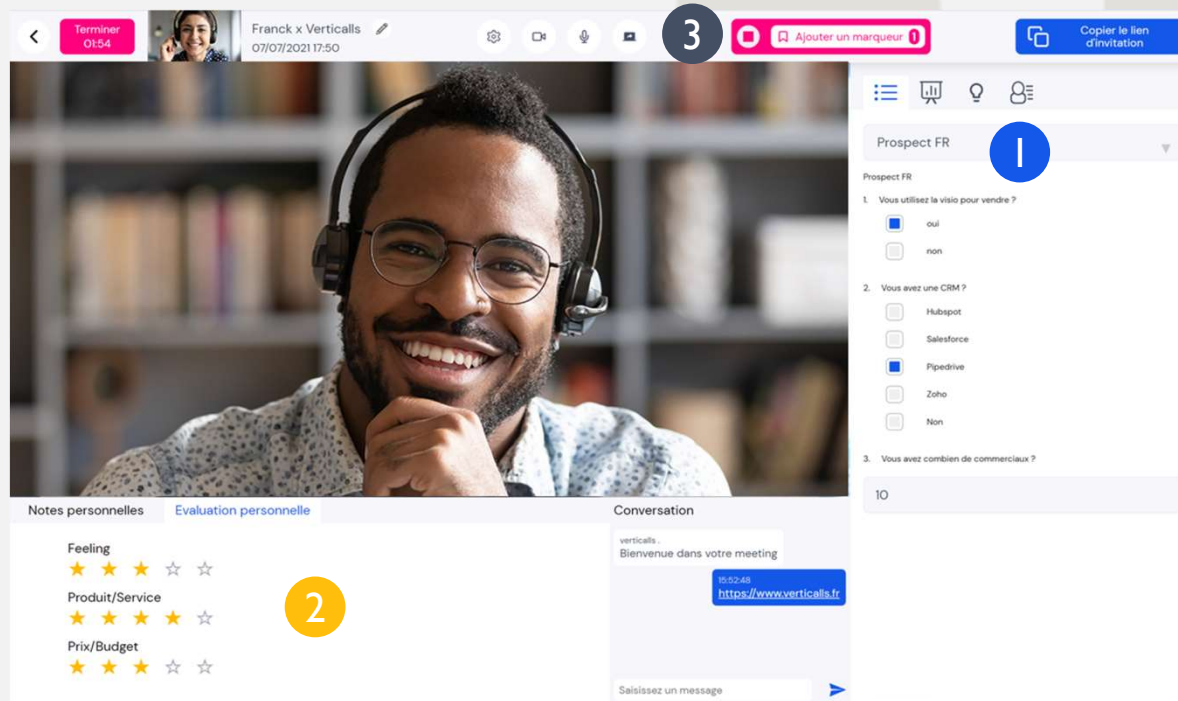 Terminer
01:54
Franck x Verticalls
07/07/2021 17:50
3
Ajouter un marqueur 1
Copier le lien
d'invitation
Prospect FR
1
Prospect FR
1. Vous utilisez la visio pour vendre ?
oui
non
2. Vous avez une CRM ?
Hubspot
Salesforce
Pipedrive
Zoho
Non
3. Vous avez combien de commerciaux ?
10
Notes personnelles
Evaluation personnelle
Feeling
Produit/Service
2
Prix/Budget
Conversation
verticalls .
Bienvenue dans votre meeting
15:52:48
https://www.verticalls.fr
Saisissez un message